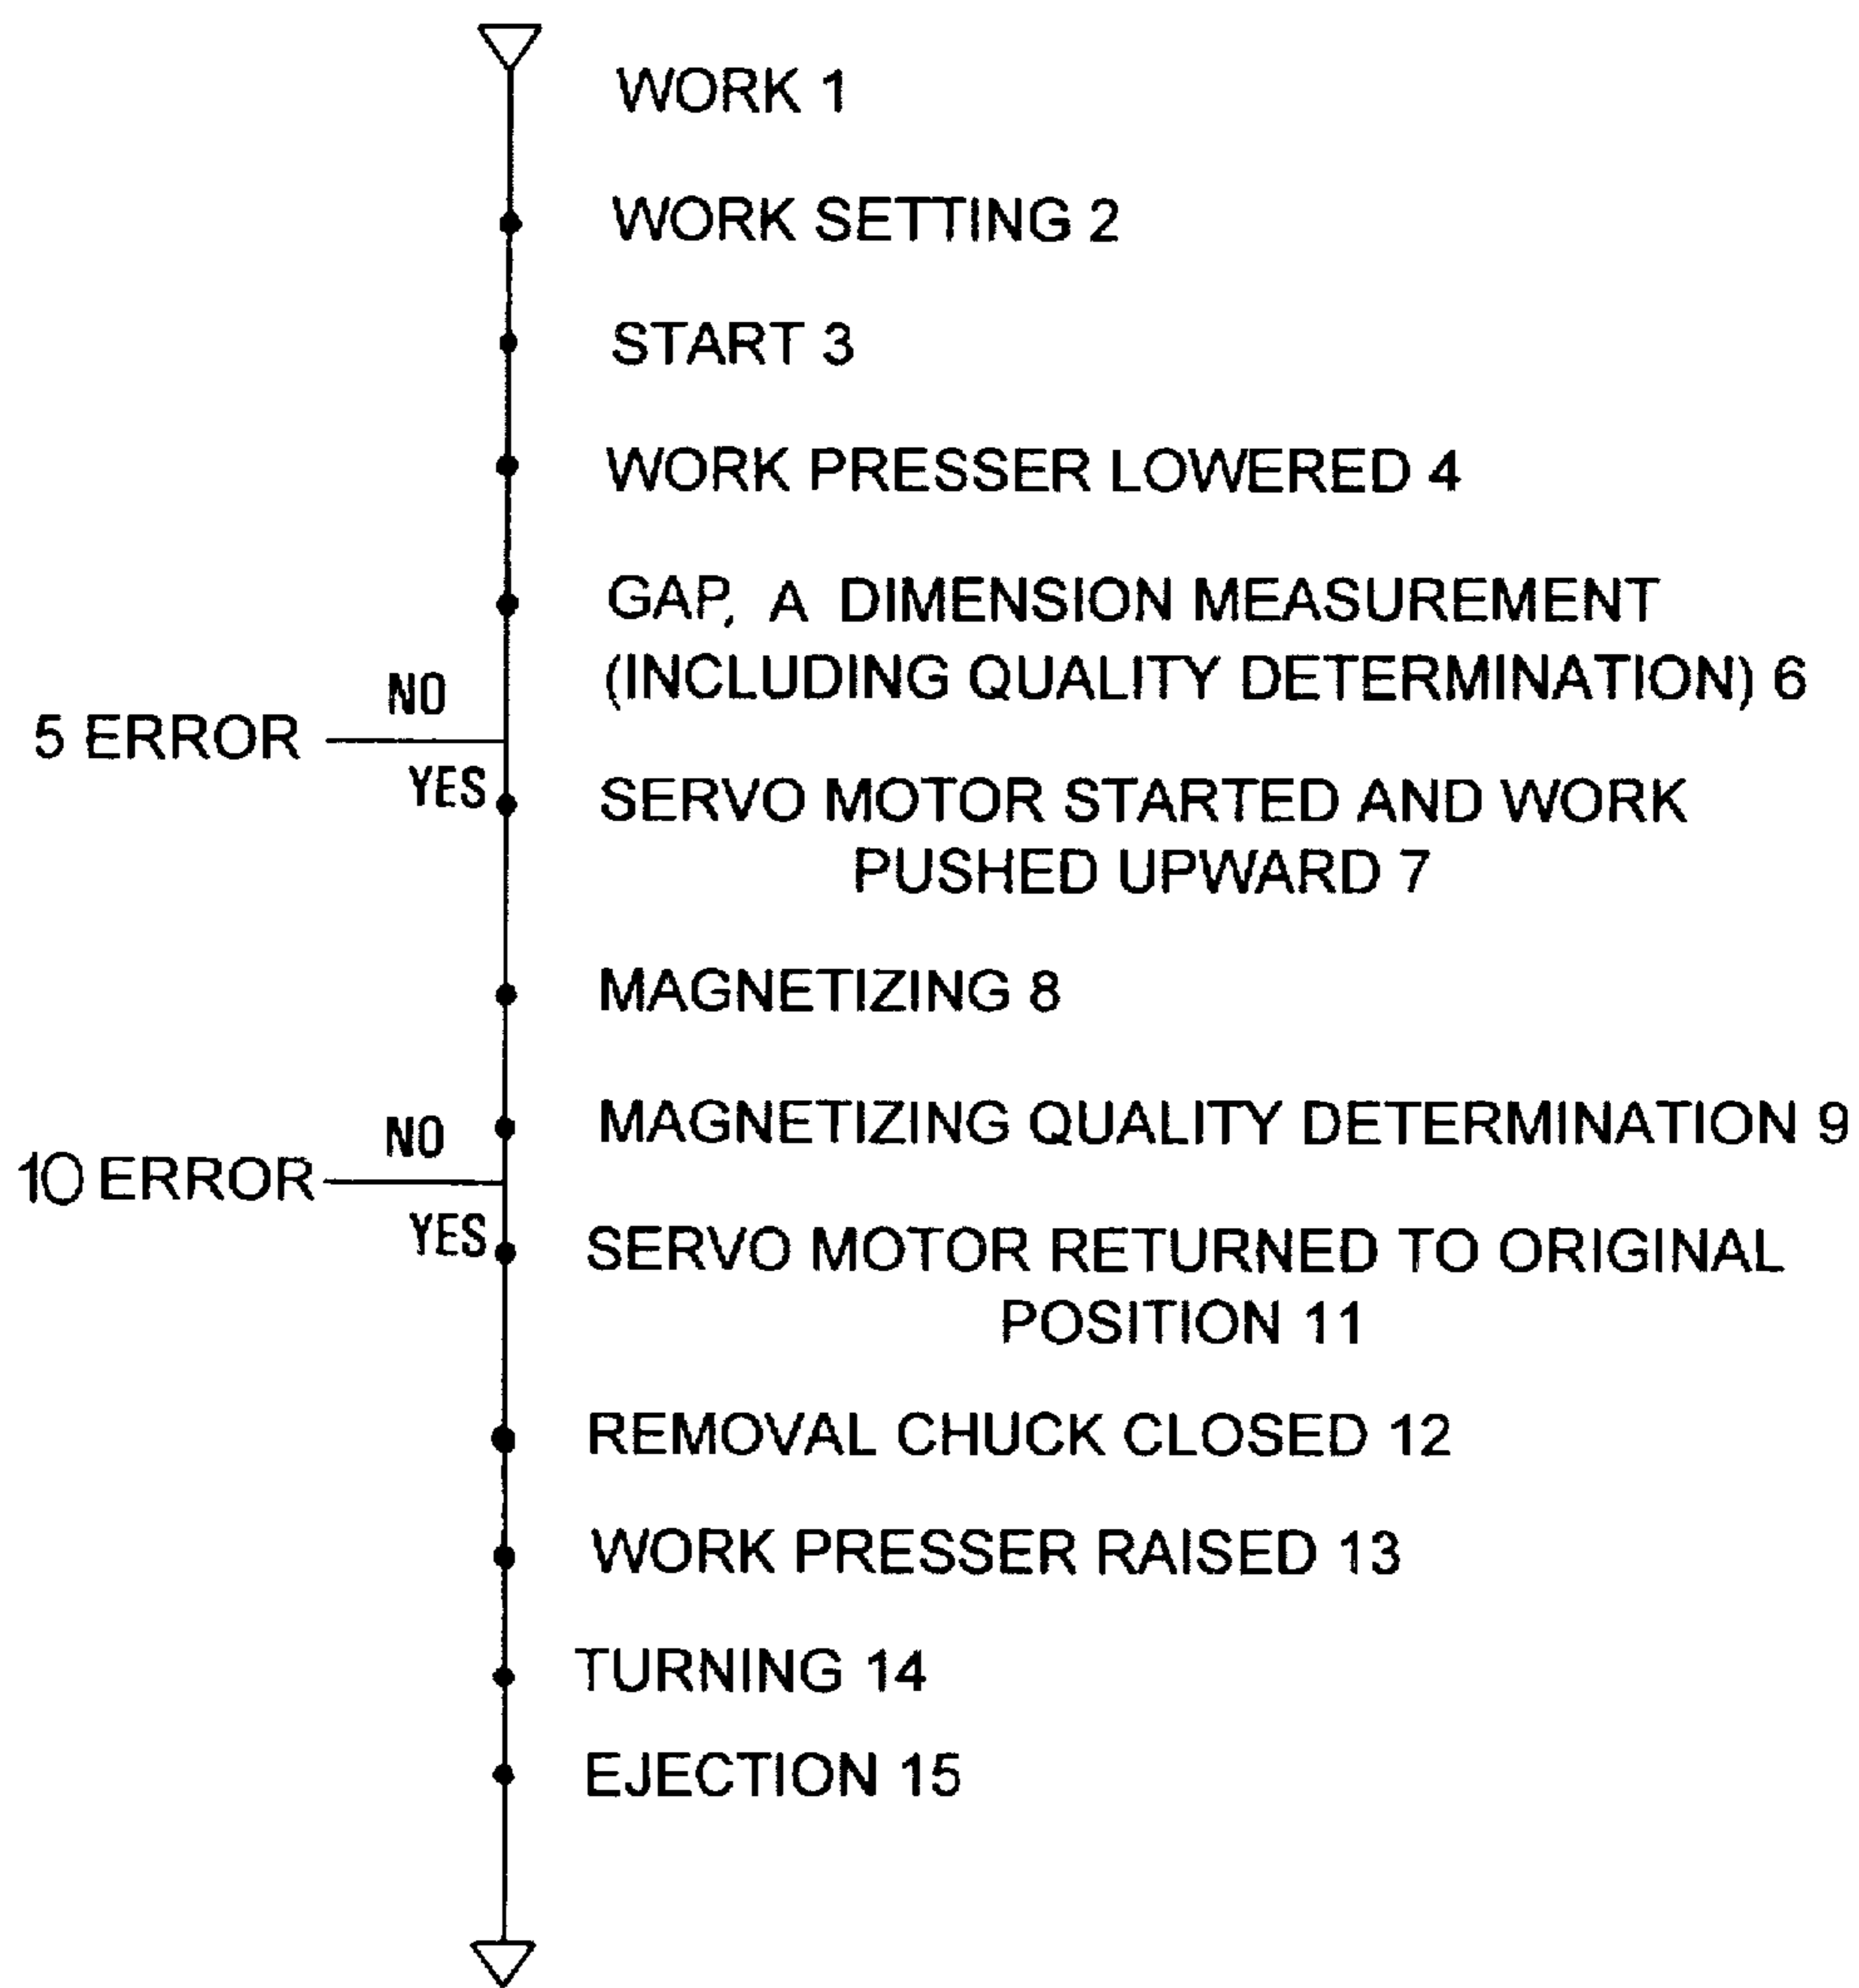 WORK 1
WORK SETTING 2
START 3
WORK PRESSER LOWERED 4
GAP, A DIMENSION MEASUREMENT
(INCLUDING QUALITY DETERMINATION) 6
NO
5 ERROR
YES
SERVO MOTOR STARTED AND WORK
PUSHED UPWARD 7
MAGNETIZING 8
MAGNETIZING QUALITY DETERMINATION 9
NO
10 ERROR
YES
SERVO MOTOR RETURNED TO ORIGINAL
POSITION 11
REMOVAL CHUCK CLOSED 12
WORK PRESSER RAISED 13
TURNING 14
EJECTION 15